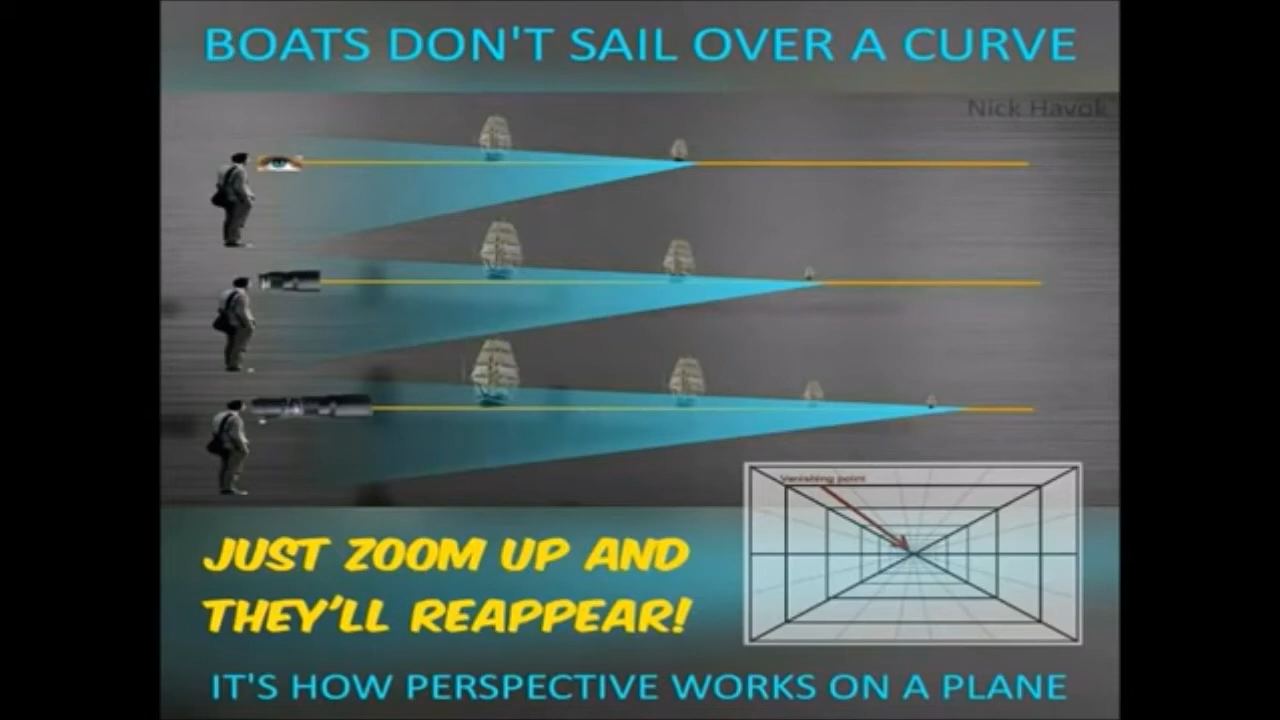 BOATS DON'T SAIL OVER A CURVE
Nick Havok
Vanishing point
JUST ZOOM UP AND
THEY'LL REAPPEAR!
IT'S HOW PERSPECTIVE WORKS ON A PLANE